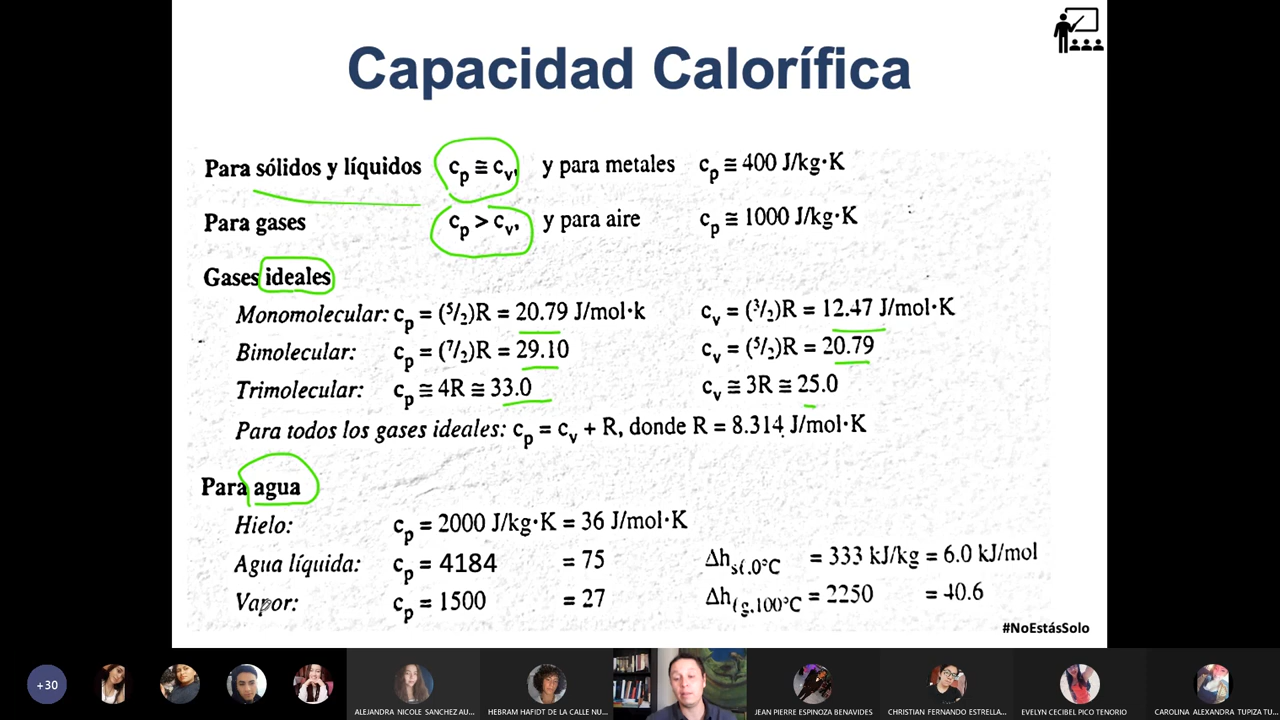 Capacidad Calorífica
Para sólidos y líquidos cp ≅ cv, y para metales cp ≅ 400 J/kg·K
Para gases cp > cv, y para aire cp ≅ 1000 J/kg·K
Gases ideales
Monomolecular: cp = (5/2)R = 20.79 J/mol·k cv = (3/2)R = 12.47 J/mol·K
Bimolecular: cp = (7/2)R = 29.10 cv = (5/2)R = 20.79
Trimolecular: cp ≅ 4R ≅ 33.0 cv ≅ 3R ≅ 25.0
Para todos los gases ideales: cp = cv + R, donde R = 8.314 J/mol·K
Para agua
Hielo: cp = 2000 J/kg·K = 36 J/mol·K
Agua líquida: cp = 4184 = 75 Δhs(.0°C = 333 kJ/kg = 6.0 kJ/mol
Vapor: cp = 1500 = 27 Δh(g.100°C = 2250 = 40.6
#NoEstásSolo
+30
ALEJANDRA NICOLE SANCHEZ AU...
HEBRAM HAFIDT DE LA CALLE NU...
JEAN PIERRE ESPINOZA BENAVIDES
CHRISTIAN FERNANDO ESTRELLA...
EVELYN CECIBEL PICO TENORIO
CAROLINA ALEXANDRA TUPIZA TU...